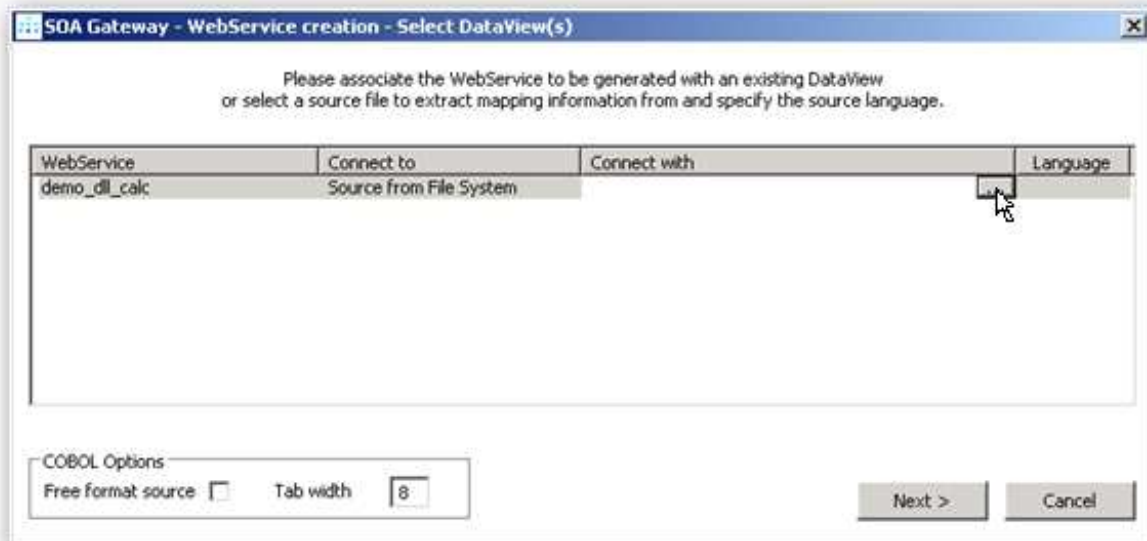 SOA Gateway - WebService creation - Select DataView(s)
Please associate the WebService to be generated with an existing DataView
or select a source file to extract mapping information from and specify the source language.
WebService Connect to Connect with Language
demo_dll_calc Source from File System ...
COBOL Options
Free format source Tab width 8
Next > Cancel